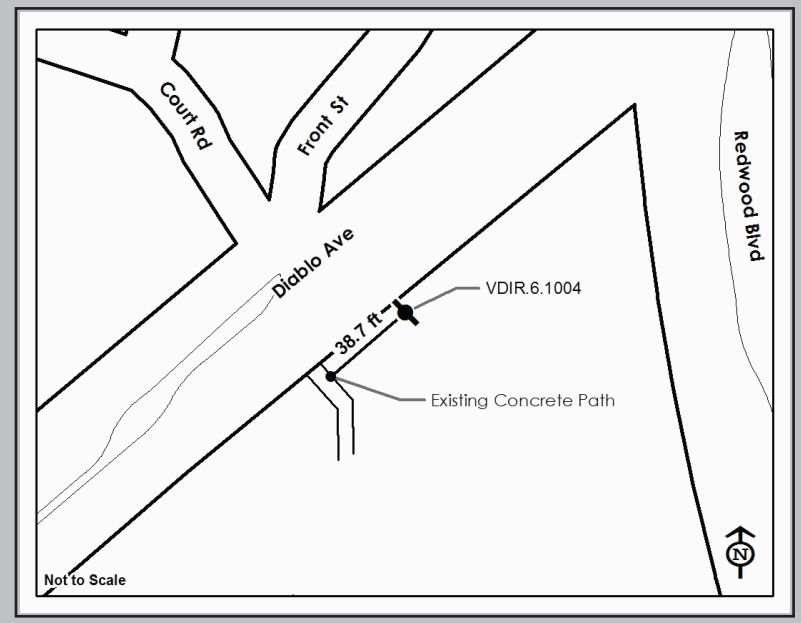 Court Rd
Front St
Redwood Blvd
Diablo Ave
VDIR.6.1004
38.7 ft
Existing Concrete Path
N
Not to Scale